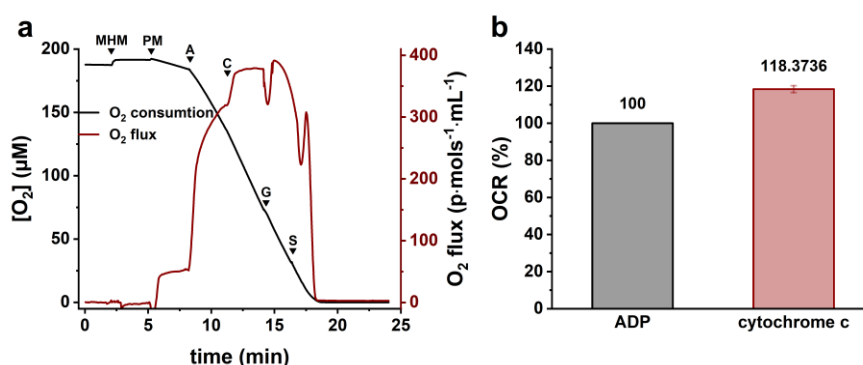 a
MHM
PM
A
C
G
S
O₂ consumtion
O₂ flux
[O₂] (µM)
200
150
100
50
0
O₂ flux (p·mols⁻¹·mL⁻¹)
400
300
200
100
0
0
5
10
15
20
25
time (min)
b
OCR (%)
140
120
100
80
60
40
20
0
100
118.3736
ADP
cytochrome c